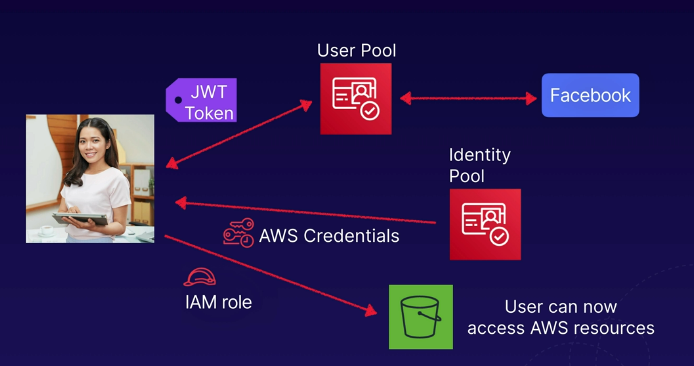 User Pool
JWT
Token
Facebook
Identity
Pool
AWS Credentials
IAM role
User can now
access AWS resources